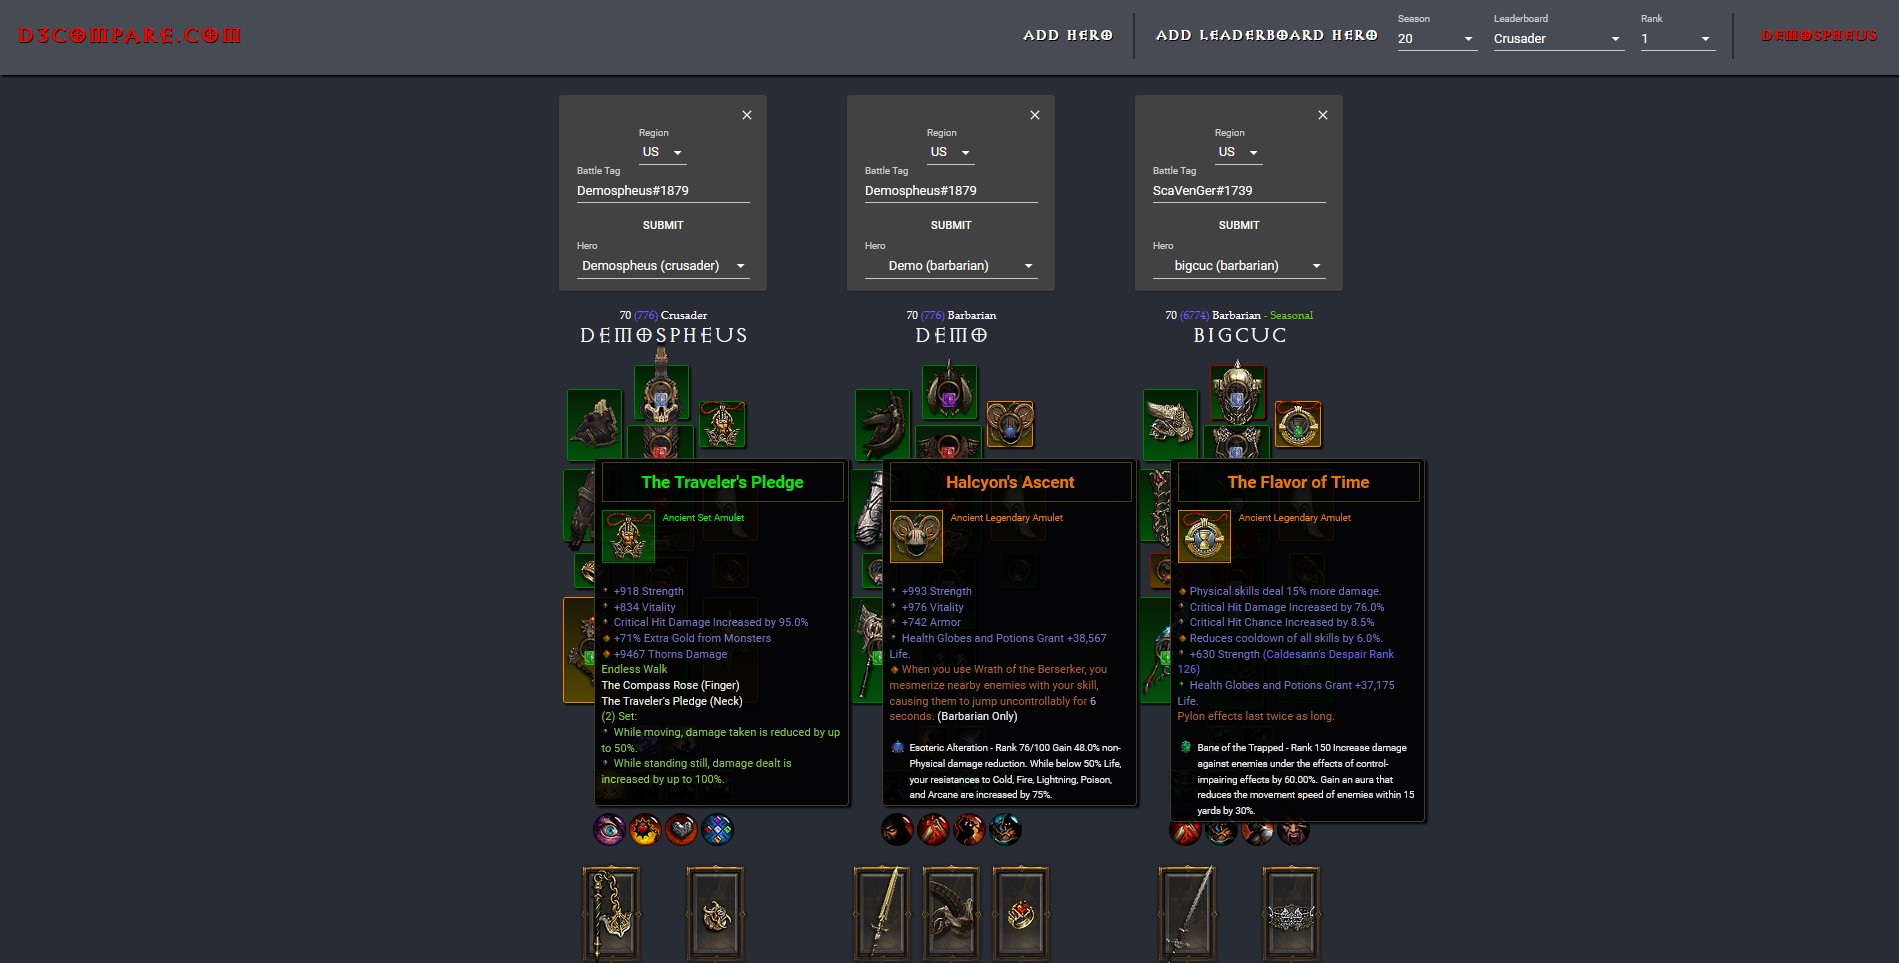 D3COMPARE.COM
ADD HERO
ADD LEADERBOARD HERO
Season
20
Leaderboard
Crusader
Rank
1
DEMOSPHEUS
Region
US
Battle Tag
Demospheus#1879
SUBMIT
Hero
Demospheus (crusader)
Region
US
Battle Tag
Demospheus#1879
SUBMIT
Hero
Demo (barbarian)
Region
US
Battle Tag
ScaVenGer#1739
SUBMIT
Hero
bigcuc (barbarian)
70 (776) Crusader
DEMOSPHEUS
70 (776) Barbarian
DEMO
70 (6774) Barbarian - Seasonal
BIGCUC
The Traveler's Pledge
Ancient Set Amulet
+918 Strength
+834 Vitality
Critical Hit Damage Increased by 95.0%
+71% Extra Gold from Monsters
+9467 Thorns Damage
Endless Walk
The Compass Rose (Finger)
The Traveler's Pledge (Neck)
(2) Set:
While moving, damage taken is reduced by up
to 50%.
While standing still, damage dealt is
increased by up to 100%.
Halcyon's Ascent
Ancient Legendary Amulet
+993 Strength
+976 Vitality
+742 Armor
Health Globes and Potions Grant +38,567
Life.
When you use Wrath of the Berserker, you
mesmerize nearby enemies with your skill,
causing them to jump uncontrollably for 6
seconds. (Barbarian Only)
Esoteric Alteration - Rank 76/100 Gain 48.0% non-
Physical damage reduction. While below 50% Life,
your resistances to Cold, Fire, Lightning, Poison,
and Arcane are increased by 75%.
The Flavor of Time
Ancient Legendary Amulet
Physical skills deal 15% more damage.
Critical Hit Damage Increased by 76.0%
Critical Hit Chance Increased by 8.5%
Reduces cooldown of all skills by 6.0%.
+630 Strength (Caldesann's Despair Rank
126)
Health Globes and Potions Grant +37,175
Life.
Pylon effects last twice as long.
Bane of the Trapped - Rank 150 Increase damage
against enemies under the effects of control-
impairing effects by 60.00%. Gain an aura that
reduces the movement speed of enemies within 15
yards by 30%.